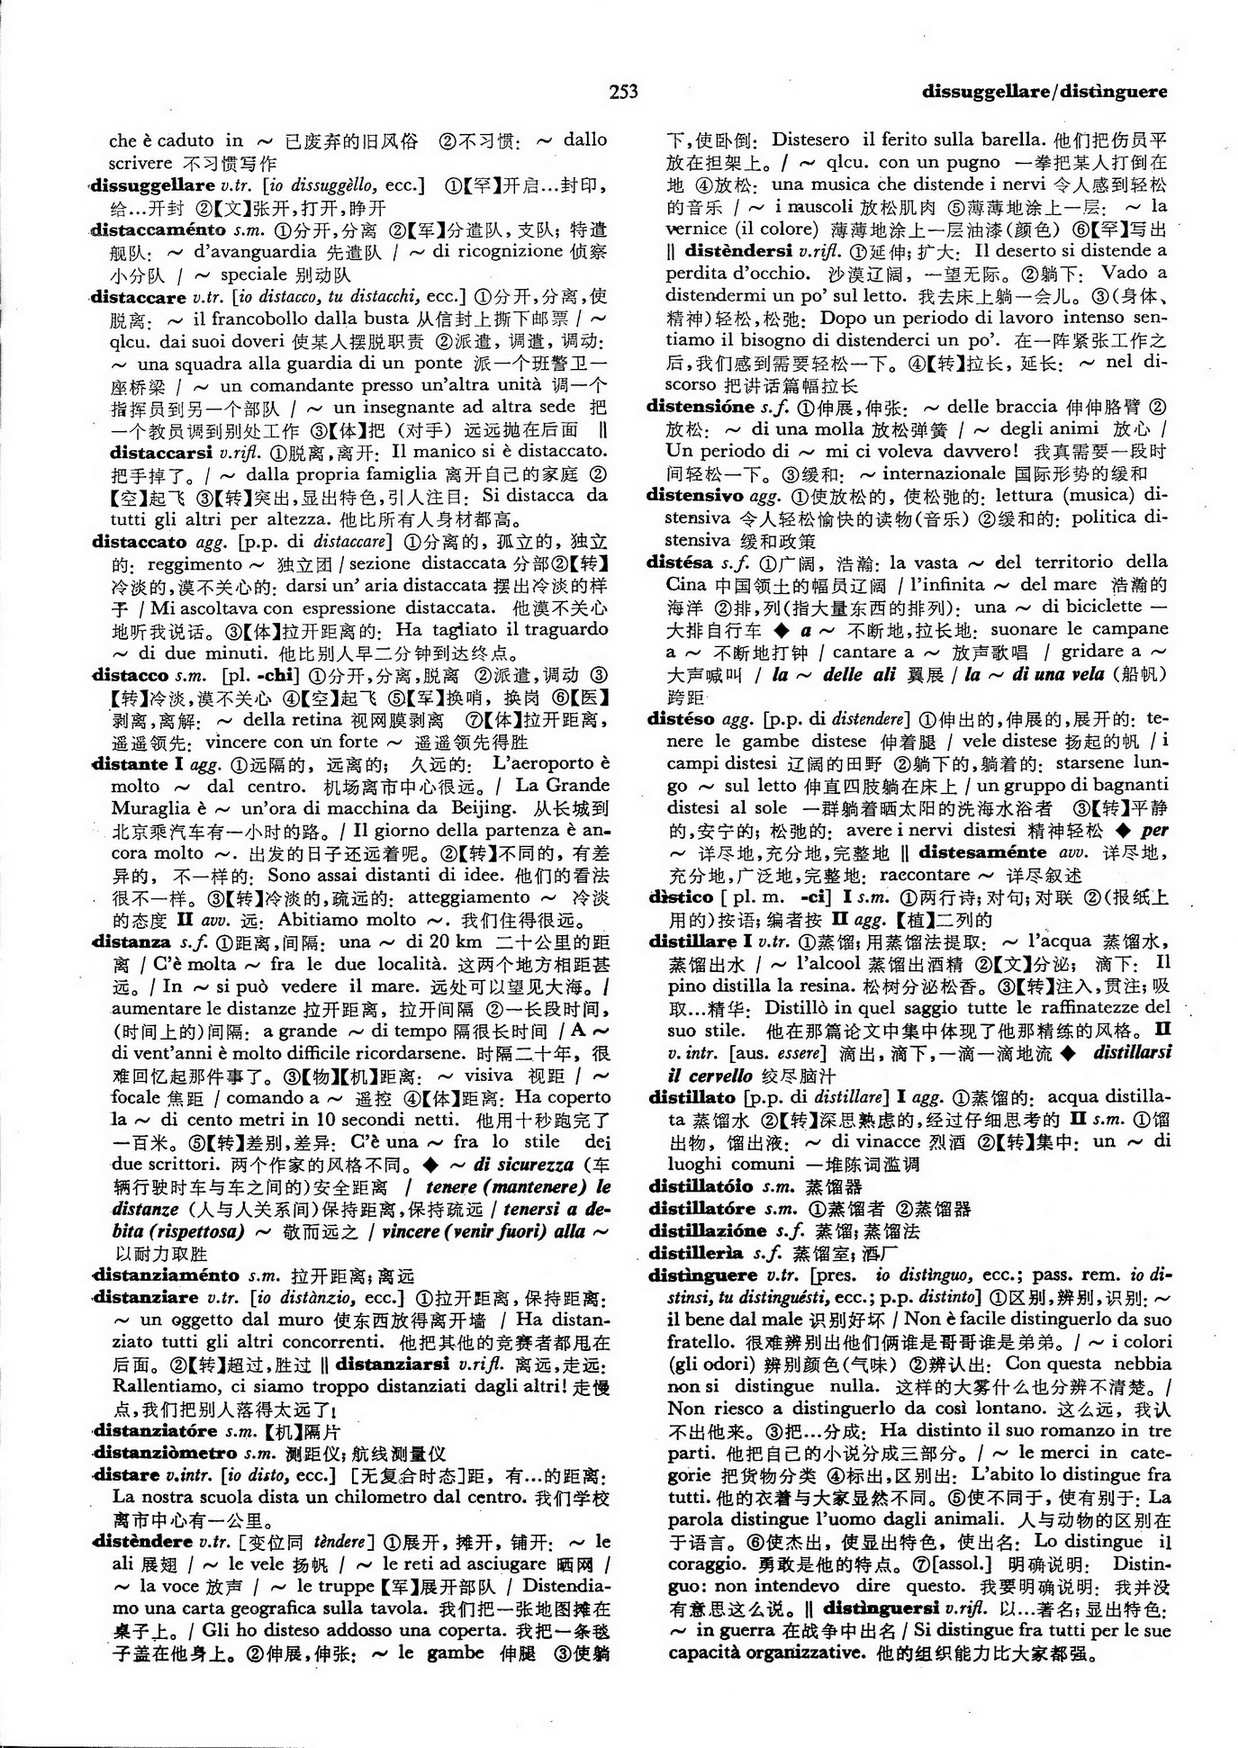 253
dissuggellare/distìnguere
che è caduto in ～ 已废弃的旧风俗 ②不习惯: ～ dallo
scrivere 不习惯写作
dissuggellare v.tr. [io dissuggèllo, ecc.] ①【罕】开启…封印,
给…开封 ②【文】张开,打开,睁开
distaccaménto s.m. ①分开,分离 ②【军】分遣队, 支队; 特遣
舰队: ～ d'avanguardia 先遣队 / ～ di ricognizione 侦察
小分队 / ～ speciale 别动队
distaccare v.tr. [io distacco, tu distacchi, ecc.] ①分开,分离,使
脱离: ～ il francobollo dalla busta 从信封上撕下邮票 / ～
qlcu. dai suoi doveri 使某人摆脱职责 ②派遣, 调遣, 调动:
～ una squadra alla guardia di un ponte 派一个班警卫一
座桥梁 / ～ un comandante presso un'altra unità 调一个
指挥员到另一个部队 / ～ un insegnante ad altra sede 把
一个教员调到别处工作 ③【体】把 (对手) 远远抛在后面 ‖
distaccarsi v.rifl. ①脱离,离开: Il manico si è distaccato.
把手掉了。/ ～ dalla propria famiglia 离开自己的家庭 ②
【空】起飞 ③【转】突出,显出特色,引人注目: Si distacca da
tutti gli altri per altezza. 他比所有人身材都高。
distaccato agg. [p.p. di distaccare] ①分离的, 孤立的, 独立
的: reggimento ～ 独立团 / sezione distaccata 分部②【转】
冷淡的,漠不关心的: darsi un' aria distaccata 摆出冷淡的样
子 / Mi ascoltava con espressione distaccata. 他漠不关心
地听我说话。③【体】拉开距离的: Ha tagliato il traguardo
～ di due minuti. 他比别人早二分钟到达终点。
distacco s.m. [pl. -chi] ①分开,分离, 脱离 ②派遣,调动 ③
【转】冷淡,漠不关心 ④【空】起飞 ⑤【军】换哨, 换岗 ⑥【医】
剥离,离解: ～ della retina 视网膜剥离 ⑦【体】拉开距离,
遥遥领先: vincere con un forte ～ 遥遥领先得胜
distante I agg. ①远隔的, 远离的; 久远的: L'aeroporto è
molto ～ dal centro. 机场离市中心很远。/ La Grande
Muraglia è ～ un'ora di macchina da Beijing. 从长城到
北京乘汽车有一小时的路。/ Il giorno della partenza è an-
cora molto ～. 出发的日子还远着呢。②【转】不同的, 有差
异的, 不一样的: Sono assai distanti di idee. 他们的看法
很不一样。③【转】冷淡的,疏远的: atteggiamento ～ 冷淡
的态度 II avv. 远: Abitiamo molto ～. 我们住得很远。
distanza s.f. ①距离,间隔: una ～ di 20 km 二十公里的距
离 / C'è molta ～ fra le due località. 这两个地方相距甚
远。/ In ～ si può vedere il mare. 远处可以望见大海。/
aumentare le distanze 拉开距离, 拉开间隔 ②一长段时间,
(时间上的)间隔: a grande ～ di tempo 隔很长时间 / A ～
di vent'anni è molto difficile ricordarsene. 时隔二十年, 很
难回忆起那件事了。③【物】【机】距离: ～ visiva 视距 / ～
focale 焦距 / comando a ～ 遥控 ④【体】距离: Ha coperto
la ～ di cento metri in 10 secondi netti. 他用十秒跑完了
一百米。⑤【转】差别,差异: C'è una ～ fra lo stile dei
due scrittori. 两个作家的风格不同。◆ ～ di sicurezza (车
辆行驶时车与车之间的)安全距离 / tenere (mantenere) le
distanze (人与人关系间)保持距离,保持疏远 / tenersi a de-
bita (rispettosa) ～ 敬而远之 / vincere (venir fuori) alla ～
以耐力取胜
distanziaménto s.m. 拉开距离; 离远
distanziare v.tr. [io distànzio, ecc.] ①拉开距离, 保持距离:
～ un oggetto dal muro 使东西放得离开墙 / Ha distan-
ziato tutti gli altri concorrenti. 他把其他的竞赛者都甩在
后面。②【转】超过,胜过 ‖ distanziarsi v.rifl. 离远,走远:
Rallentiamo, ci siamo troppo distanziati dagli altri! 走慢
点,我们把别人落得太远了!
distanziatóre s.m. 【机】隔片
distanziòmetro s.m. 测距仪; 航线测量仪
distare v.intr. [io disto, ecc.] [无复合时态]距, 有…的距离:
La nostra scuola dista un chilometro dal centro. 我们学校
离市中心有一公里。
distèndere v.tr. [变位同 tèndere] ①展开, 摊开, 铺开: ～ le
ali 展翅 / ～ le vele 扬帆 / ～ le reti ad asciugare 晒网 /
～ la voce 放声 / ～ le truppe【军】展开部队 / Distendia-
mo una carta geografica sulla tavola. 我们把一张地图摊在
桌子上。/ Gli ho disteso addosso una coperta. 我把一条毯
子盖在他身上。②伸展,伸张: ～ le gambe 伸腿 ③使躺
下,使卧倒: Distesero il ferito sulla barella. 他们把伤员平
放在担架上。/ ～ qlcu. con un pugno 一拳把某人打倒在
地 ④放松: una musica che distende i nervi 令人感到轻松
的音乐 / ～ i muscoli 放松肌肉 ⑤薄薄地涂上一层: ～ la
vernice (il colore) 薄薄地涂上一层油漆(颜色) ⑥【罕】写出
‖ distèndersi v.rifl. ①延伸; 扩大: Il deserto si distende a
perdita d'occhio. 沙漠辽阔, 一望无际。②躺下: Vado a
distendermi un po' sul letto. 我去床上躺一会儿。③(身体、
精神)轻松,松弛: Dopo un periodo di lavoro intenso sen-
tiamo il bisogno di distenderci un po'. 在一阵紧张工作之
后,我们感到需要轻松一下。④【转】拉长, 延长: ～ nel di-
scorso 把讲话篇幅拉长
distensióne s.f. ①伸展,伸张: ～ delle braccia 伸伸胳臂 ②
放松: ～ di una molla 放松弹簧 / ～ degli animi 放心 /
Un periodo di ～ mi ci voleva davvero! 我真需要一段时
间轻松一下。③缓和: ～ internazionale 国际形势的缓和
distensivo agg. ①使放松的, 使松弛的: lettura (musica) di-
stensiva 令人轻松愉快的读物(音乐) ②缓和的: politica di-
stensiva 缓和政策
distésa s.f. ①广阔, 浩瀚: la vasta ～ del territorio della
Cina 中国领土的幅员辽阔 / l'infinita ～ del mare 浩瀚的
海洋 ②排,列(指大量东西的排列): una ～ di biciclette 一
大排自行车 ◆ a ～ 不断地,拉长地: suonare le campane
a ～ 不断地打钟 / cantare a ～ 放声歌唱 / gridare a ～
大声喊叫 / la ～ delle ali 翼展 / la ～ di una vela (船帆)
跨距
distéso agg. [p.p. di distendere] ①伸出的,伸展的,展开的: te-
nere le gambe distese 伸着腿 / vele distese 扬起的帆 / i
campi distesi 辽阔的田野 ②躺下的,躺着的: starsene lun-
go ～ sul letto 伸直四肢躺在床上 / un gruppo di bagnanti
distesi al sole 一群躺着晒太阳的洗海水浴者 ③【转】平静
的,安宁的; 松弛的: avere i nervi distesi 精神轻松 ◆ per
～ 详尽地,充分地,完整地 ‖ distesaménte avv. 详尽地,
充分地,广泛地,完整地: raccontare ～ 详尽叙述
dìstico [ pl. m. -ci] I s.m. ①两行诗; 对句; 对联 ②(报纸上
用的)按语; 编者按 II agg. 【植】二列的
distillare I v.tr. ①蒸馏; 用蒸馏法提取: ～ l'acqua 蒸馏水,
蒸馏出水 / ～ l'alcool 蒸馏出酒精 ②【文】分泌; 滴下: Il
pino distilla la resina. 松树分泌松香。③【转】注入,贯注; 吸
取…精华: Distillò in quel saggio tutte le raffinatezze del
suo stile. 他在那篇论文中集中体现了他那精练的风格。II
v. intr. [aus. essere] 滴出,滴下,一滴一滴地流 ◆ distillarsi
il cervello 绞尽脑汁
distillato [p.p. di distillare] I agg. ①蒸馏的: acqua distilla-
ta 蒸馏水 ②【转】深思熟虑的,经过仔细思考的 II s.m. ①馏
出物, 馏出液: ～ di vinacce 烈酒 ②【转】集中: un ～ di
luoghi comuni 一堆陈词滥调
distillatóio s.m. 蒸馏器
distillatóre s.m. ①蒸馏者 ②蒸馏器
distillazióne s.f. 蒸馏; 蒸馏法
distillerìa s.f. 蒸馏室; 酒厂
distìnguere v.tr. [pres. io distìnguo, ecc.; pass. rem. io di-
stinsi, tu distinguésti, ecc.; p.p. distinto] ①区别,辨别,识别: ～
il bene dal male 识别好坏 / Non è facile distinguerlo da suo
fratello. 很难辨别出他们俩谁是哥哥谁是弟弟。/ ～ i colori
(gli odori) 辨别颜色(气味) ②辨认出: Con questa nebbia
non si distingue nulla. 这样的大雾什么也分辨不清楚。/
Non riesco a distinguerlo da così lontano. 这么远, 我认
不出他来。③把…分成: Ha distinto il suo romanzo in tre
parti. 他把自己的小说分成三部分。/ ～ le merci in cate-
gorie 把货物分类 ④标出,区别出: L'abito lo distingue fra
tutti. 他的衣着与大家显然不同。⑤使不同于, 使有别于: La
parola distingue l'uomo dagli animali. 人与动物的区别在
于语言。⑥使杰出, 使显出特色, 使出名: Lo distingue il
coraggio. 勇敢是他的特点。⑦[assol.] 明确说明: Distin-
guo: non intendevo dire questo. 我要明确说明: 我并没
有意思这么说。‖ distìnguersi v.rifl. 以…著名; 显出特色:
～ in guerra 在战争中出名 / Si distingue fra tutti per le sue
capacità organizzative. 他的组织能力比大家都强。